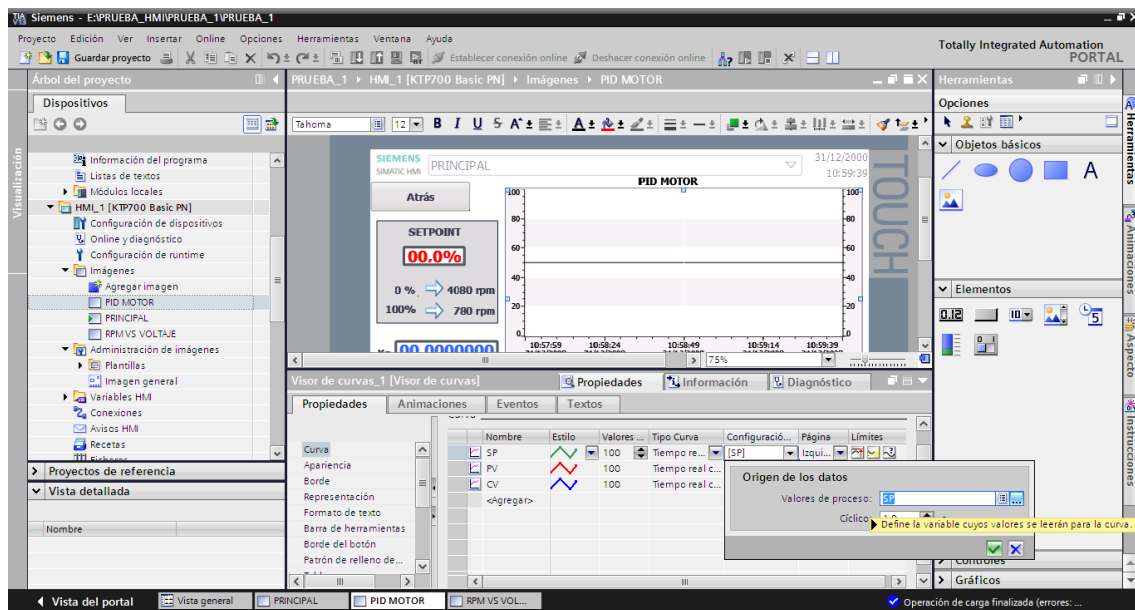 Siemens - E:\PRUEBA_HMI\PRUEBA_1\PRUEBA_1
Proyecto Edición Ver Insertar Online Opciones Herramientas Ventana Ayuda
Guardar proyecto
Establecer conexión online
Deshacer conexión online
Totally Integrated Automation
PORTAL
Árbol del proyecto
PRUEBA_1 HMI_1 [KTP700 Basic PN] Imágenes PID MOTOR
Herramientas
Dispositivos
Opciones
Tahoma 12 B I U S A A
Visualización
Información del programa
Listas de textos
Módulos locales
HMI_1 [KTP700 Basic PN]
Configuración de dispositivos
Online y diagnóstico
Configuración de runtime
Imágenes
Agregar imagen
PID MOTOR
PRINCIPAL
RPM VS VOLTAJE
Administración de imágenes
Plantillas
Imagen general
Variables HMI
Conexiones
Avisos HMI
Recetas
Proyectos de referencia
Vista detallada
Nombre
SIEMENS
SIMATIC HMI
PRINCIPAL
31/12/2000
10:59:39
TOUCH
Atrás
PID MOTOR
SETPOINT
00.0%
0 % 4080 rpm
100% 780 rpm
00.0000000
100 100
80 80
60 60
40 40
20 20
0 0
10:57:59 10:58:24 10:58:49 10:59:14 10:59:39
75%
Objetos básicos
A
Elementos
Controles
Gráficos
Herramientas
Animaciones
Aspecto
Instrucciones
Visor de curvas_1 [Visor de curvas]
Propiedades Información Diagnóstico
Propiedades Animaciones Eventos Textos
Curva
Apariencia
Borde
Representación
Formato de texto
Barra de herramientas
Borde del botón
Patrón de relleno de...
Nombre Estilo Valores ... Tipo Curva Configuració... Página Límites
SP 100 Tiempo re... [SP] Izqui...
PV 100 Tiempo real c...
CV 100 Tiempo real c...
<Agregar>
Origen de los datos
Valores de proceso: SP
Cíclico:
Define la variable cuyos valores se leerán para la curva.
Vista del portal Vista general PRINCIPAL PID MOTOR RPM VS VOL...
Operación de carga finalizada (errores: ...